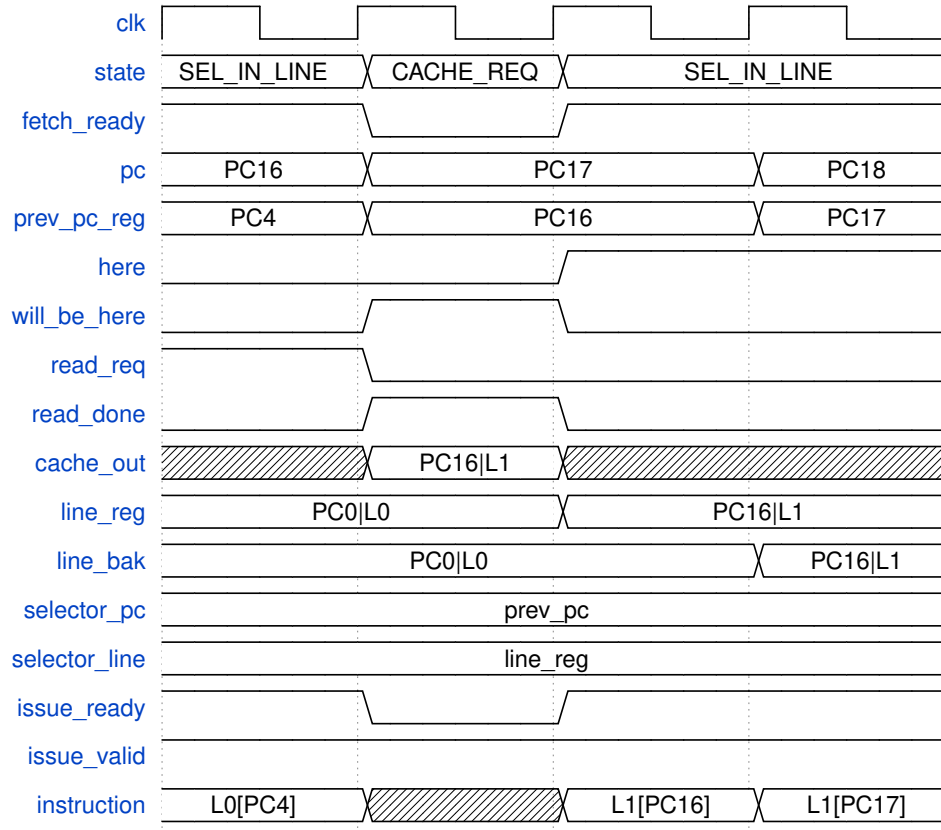 clk
state SEL_IN_LINE CACHE_REQ SEL_IN_LINE
fetch_ready
pc PC16 PC17 PC18
prev_pc_reg PC4 PC16 PC17
here
will_be_here
read_req
read_done
cache_out PC16|L1
line_reg PC0|L0 PC16|L1
line_bak PC0|L0 PC16|L1
selector_pc prev_pc
selector_line line_reg
issue_ready
issue_valid
instruction L0[PC4] L1[PC16] L1[PC17]